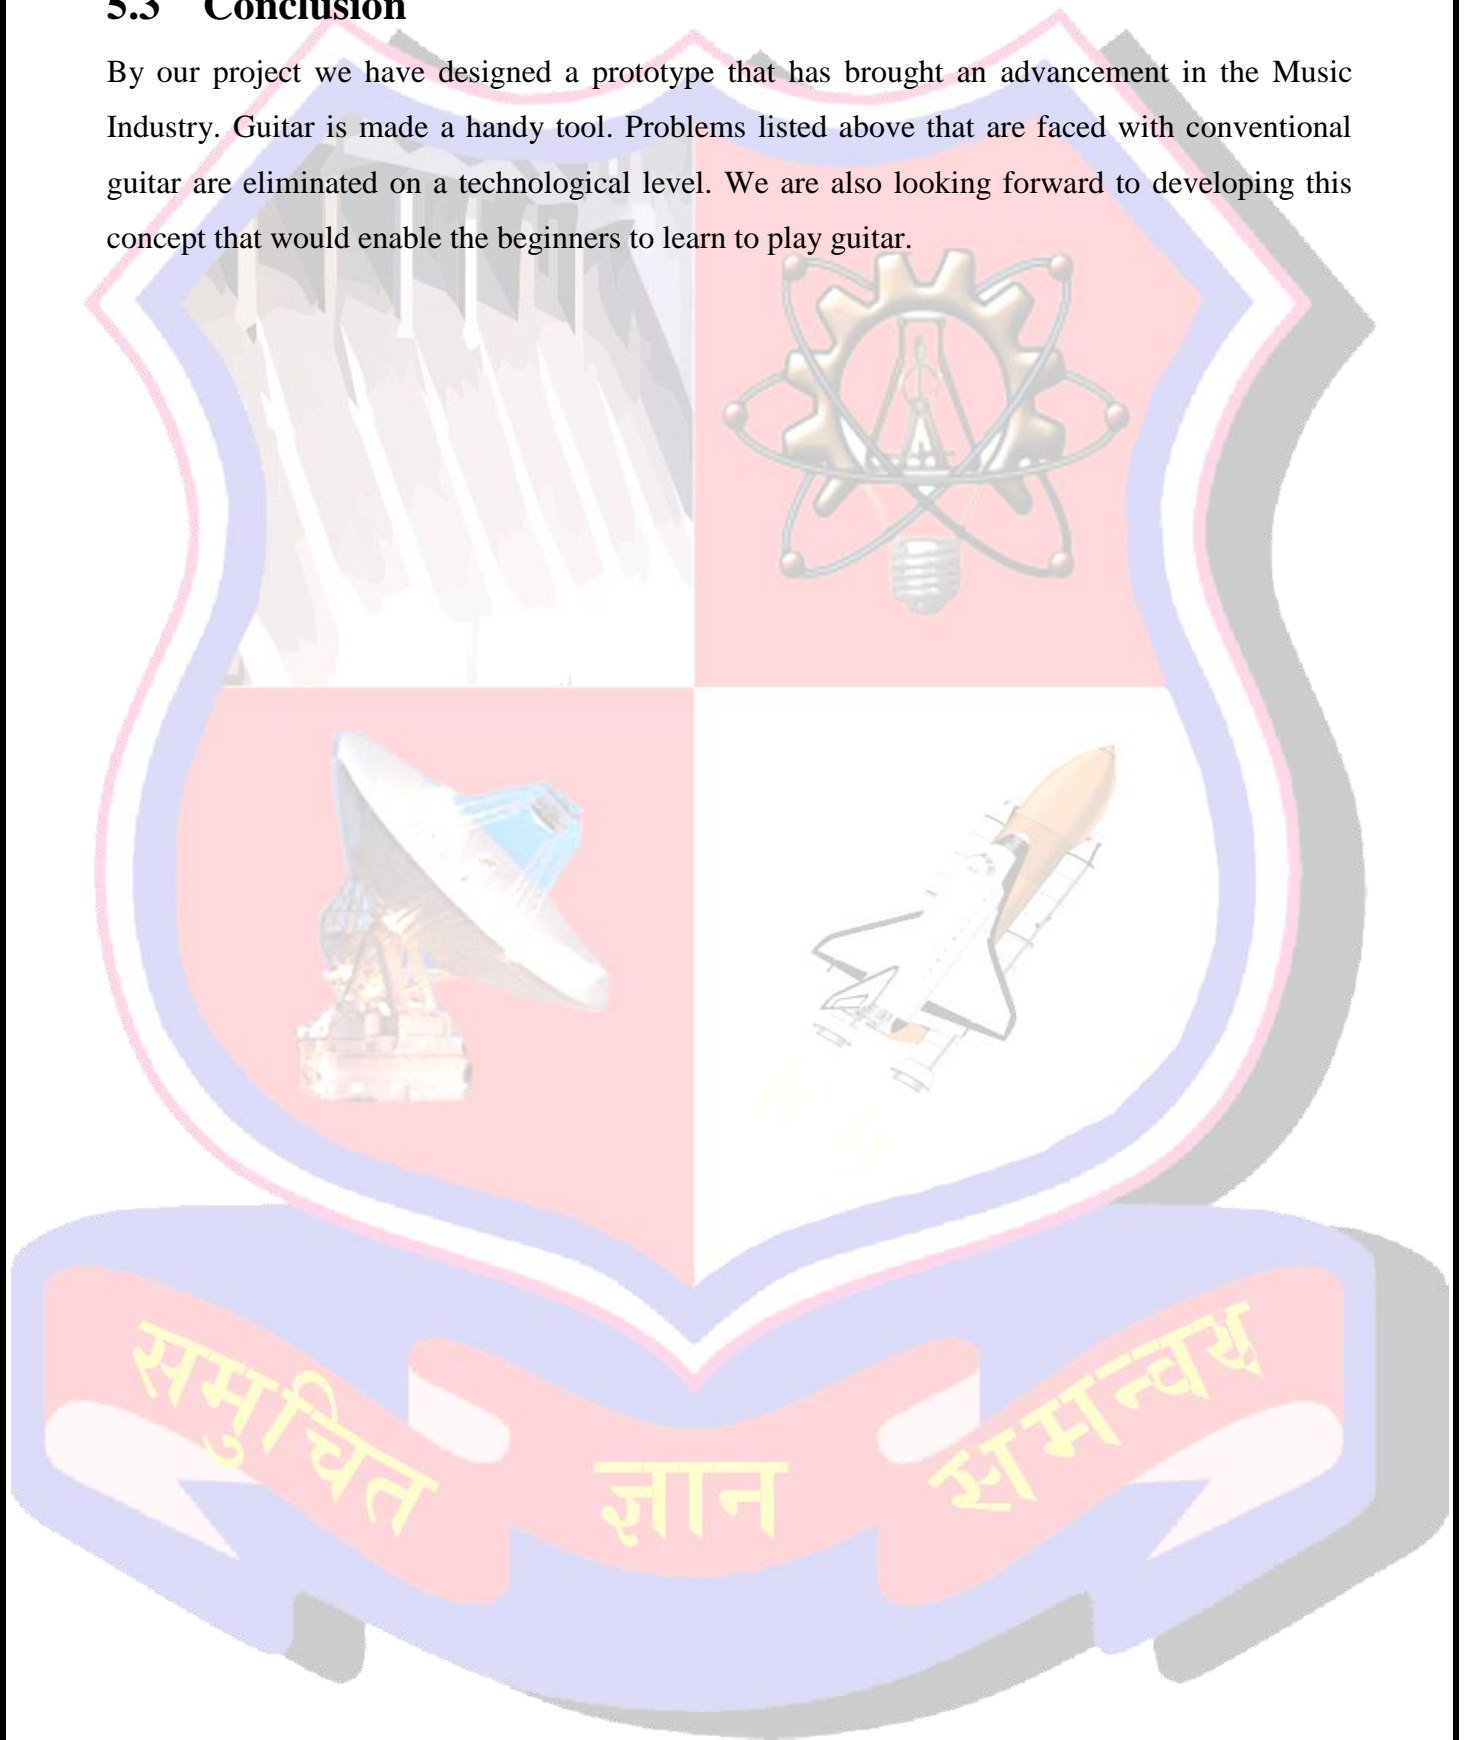 5.3 Conclusion
By our project we have designed a prototype that has brought an advancement in the Music
Industry. Guitar is made a handy tool. Problems listed above that are faced with conventional
guitar are eliminated on a technological level. We are also looking forward to developing this
concept that would enable the beginners to learn to play guitar.
समुचित ज्ञान समन्वय